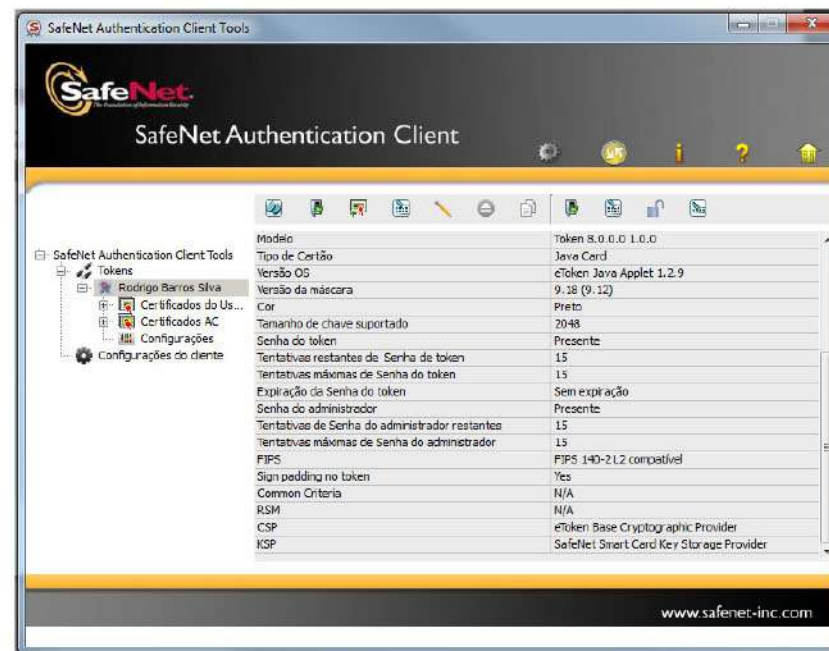 SafeNet Authentication Client Tools
SafeNet.
The Foundation of Information Security
SafeNet Authentication Client
SafeNet Authentication Client Tools
Tokens
Rodrigo Barros Silva
Certificados do Us...
Certificados AC
Configurações
Configurações do cliente
Modelo Token 8.0.0.0 1.0.0
Tipo de Cartão Java Card
Versão OS eToken Java Applet 1.2.9
Versão da máscara 9.18 (9.12)
Cor Preto
Tamanho de chave suportado 2048
Senha do token Presente
Tentativas restantes de Senha de token 15
Tentativas máximas de Senha do token 15
Expiração da Senha do token Sem expiração
Senha do administrador Presente
Tentativas de Senha do administrador restantes 15
Tentativas máximas de Senha do administrador 15
FIPS FIPS 140-2 L2 compatível
Sign padding no token Yes
Common Criteria N/A
RSM N/A
CSP eToken Base Cryptographic Provider
KSP SafeNet Smart Card Key Storage Provider
www.safenet-inc.com